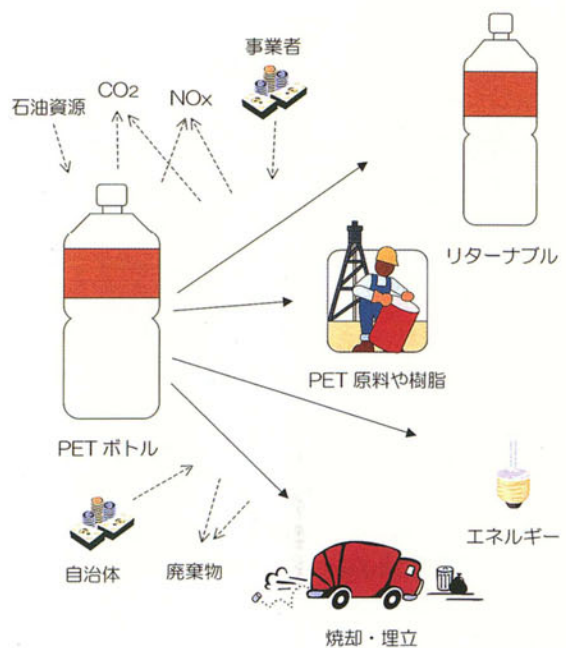 事業者
石油資源
CO2
NOx
リターナブル
PET 原料や樹脂
PET ボトル
エネルギー
自治体
廃棄物
焼却・埋立